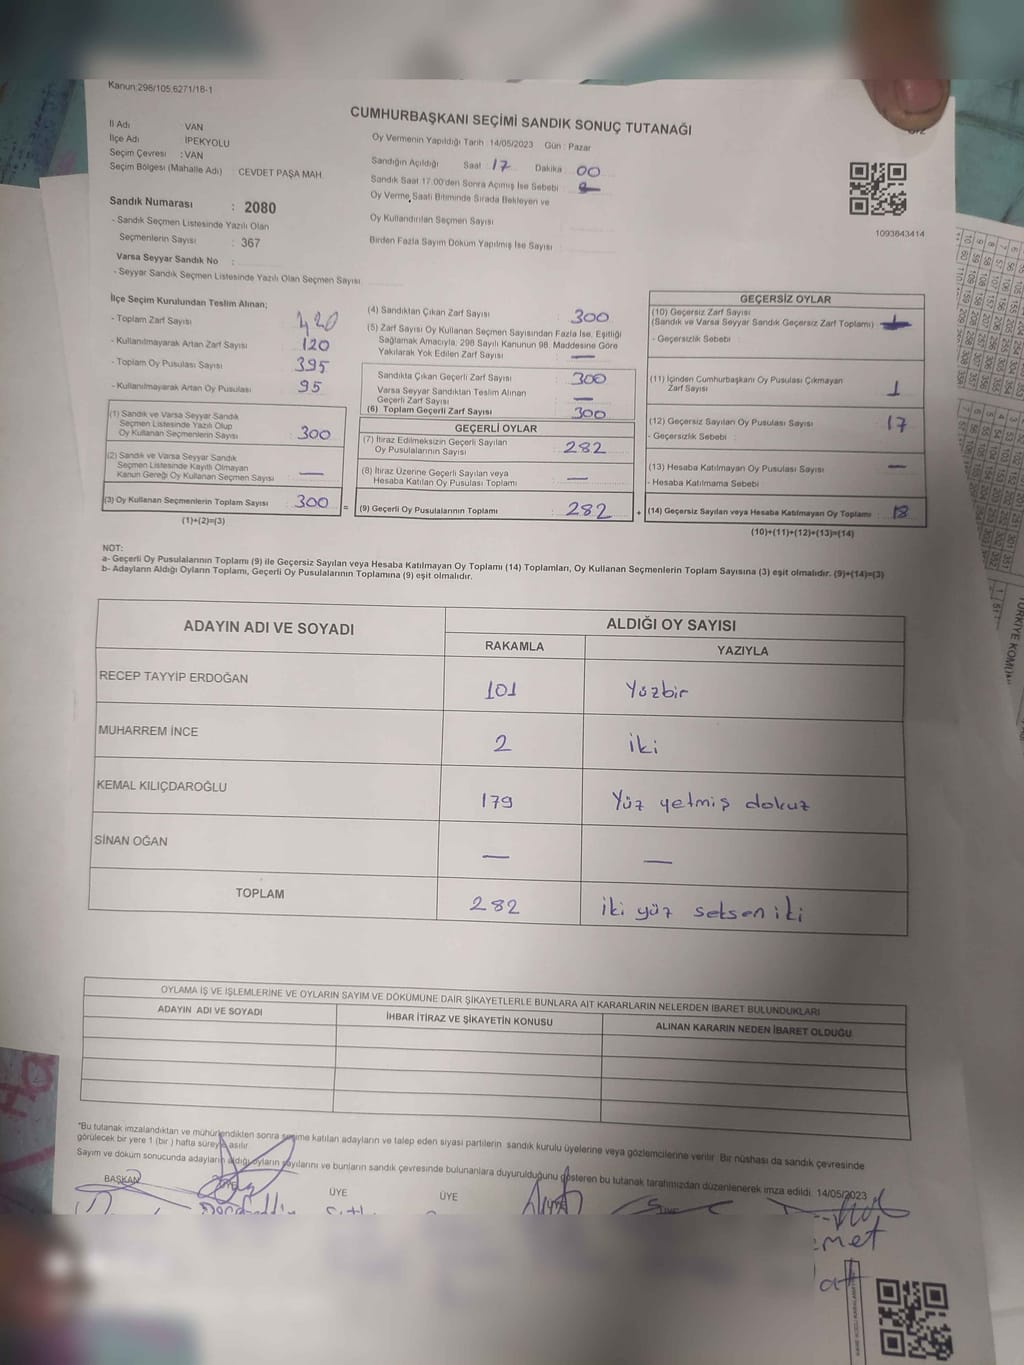 Kanun:298/105,6271/18-1
CUMHURBAŞKANI SEÇİMİ SANDIK SONUÇ TUTANAĞI
İl Adı VAN
İlçe Adı İPEKYOLU
Seçim Çevresi : VAN
Seçim Bölgesi (Mahalle Adı) : CEVDET PAŞA MAH.
Oy Vermenin Yapıldığı Tarih : 14/05/2023 Gün : Pazar
Sandığın Açıldığı Saat 17 Dakika 00
Sandık Saat 17.00'den Sonra Açımış İse Sebebi
Oy Verme Saati Bitiminde Sırada Bekleyen ve
Oy Kullandırılan Seçmen Sayısı
Birden Fazla Sayım Döküm Yapılmış İse Sayısı
1093843414
Sandık Numarası : 2080
- Sandık Seçmen Listesinde Yazılı Olan
Seçmenlerin Sayısı : 367
Varsa Seyyar Sandık No :
- Seyyar Sandık Seçmen Listesinde Yazılı Olan Seçmen Sayısı
İlçe Seçim Kurulundan Teslim Alınan;
- Toplam Zarf Sayısı 420
- Kullanılmayarak Artan Zarf Sayısı 120
- Toplam Oy Pusulası Sayısı 395
- Kullanılmayarak Artan Oy Pusulası 95
(1) Sandık ve Varsa Seyyar Sandık
Seçmen Listesinde Yazılı Olup
Oy Kullanan Seçmenlerin Sayısı : 300
(2) Sandık ve Varsa Seyyar Sandık
Seçmen Listesinde Kayıtlı Olmayan
Kanun Gereği Oy Kullanan Seçmen Sayısı : —
(3) Oy Kullanan Seçmenlerin Toplam Sayısı : 300
(1)+(2)=(3)
(4) Sandıktan Çıkan Zarf Sayısı : 300
(5) Zarf Sayısı Oy Kullanan Seçmen Sayısından Fazla İse, Eşitliği
Sağlamak Amacıyla, 298 Sayılı Kanunun 98. Maddesine Göre
Yakılarak Yok Edilen Zarf Sayısı : —
Sandıkta Çıkan Geçerli Zarf Sayısı : 300
Varsa Seyyar Sandıktan Teslim Alınan
Geçerli Zarf Sayısı : —
(6) Toplam Geçerli Zarf Sayısı : 300
GEÇERLİ OYLAR
(7) İtiraz Edilmeksizin Geçerli Sayılan
Oy Pusulalarının Sayısı : 282
(8) İtiraz Üzerine Geçerli Sayılan veya
Hesaba Katılan Oy Pusulası Toplamı : —
= (9) Geçerli Oy Pusulalarının Toplamı : 282
GEÇERSİZ OYLAR
(10) Geçersiz Zarf Sayısı
(Sandık ve Varsa Seyyar Sandık Geçersiz Zarf Toplamı) :
- Geçersizlik Sebebi :
(11) İçinden Cumhurbaşkanı Oy Pusulası Çıkmayan
Zarf Sayısı : 1
(12) Geçersiz Sayılan Oy Pusulası Sayısı : 17
- Geçersizlik Sebebi :
(13) Hesaba Katılmayan Oy Pusulası Sayısı : —
- Hesaba Katılmama Sebebi
+ (14) Geçersiz Sayılan veya Hesaba Katılmayan Oy Toplamı : 18
(10)+(11)+(12)+(13)=(14)
NOT:
a- Geçerli Oy Pusulalarının Toplamı (9) ile Geçersiz Sayılan veya Hesaba Katılmayan Oy Toplamı (14) Toplamları, Oy Kullanan Seçmenlerin Toplam Sayısına (3) eşit olmalıdır. (9)+(14)=(3)
b- Adayların Aldığı Oyların Toplamı, Geçerli Oy Pusulalarının Toplamına (9) eşit olmalıdır.
ADAYIN ADI VE SOYADI
ALDIĞI OY SAYISI
RAKAMLA YAZIYLA
RECEP TAYYİP ERDOĞAN 101 Yüzbir
MUHARREM İNCE 2 iki
KEMAL KILIÇDAROĞLU 179 Yüz yetmiş dokuz
SİNAN OĞAN — —
TOPLAM 282 iki yüz seksen iki
OYLAMA İŞ VE İŞLEMLERİNE VE OYLARIN SAYIM VE DÖKÜMÜNE DAİR ŞİKAYETLERLE BUNLARA AİT KARARLARIN NELERDEN İBARET BULUNDUKLARI
ADAYIN ADI VE SOYADI İHBAR İTİRAZ VE ŞİKAYETİN KONUSU ALINAN KARARIN NEDEN İBARET OLDUĞU
*Bu tutanak imzalandıktan ve mühürlendikten sonra seçime katılan adayların ve talep eden siyasi partilerin sandık kurulu üyelerine veya gözlemcilerine verilir. Bir nüshası da sandık çevresinde
görülecek bir yere 1 (bir ) hafta süreyle asılır.
Sayım ve döküm sonucunda adayların aldığı oyların sayılarını ve bunların sandık çevresinde bulunanlara duyurulduğunu gösteren bu tutanak tarafımızdan düzenlenerek imza edildi. 14/05/2023
BAŞKAN ÜYE ÜYE